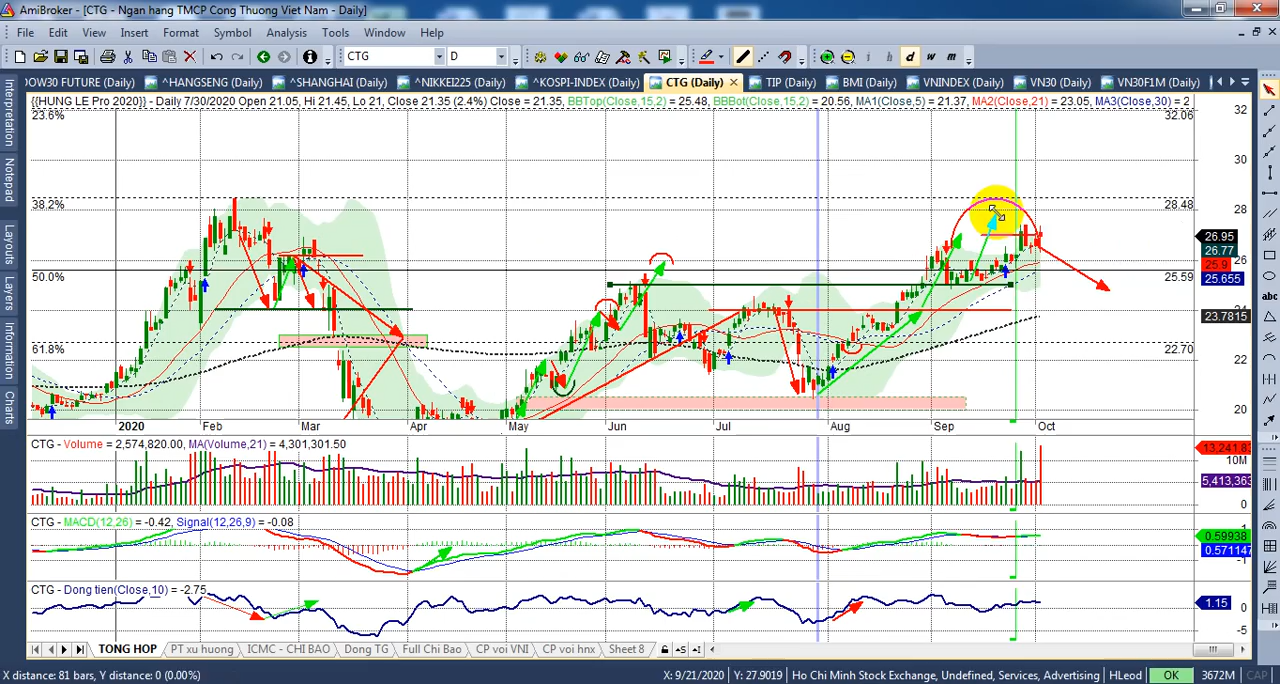 AmiBroker - [CTG - Ngan hang TMCP Cong Thuong Viet Nam - Daily]
File Edit View Insert Format Symbol Analysis Tools Window Help
CTG D i h d w m
DOW30 FUTURE (Daily) ^HANGSENG (Daily) ^SHANGHAI (Daily) ^NIKKEI225 (Daily) ^KOSPI-INDEX (Daily) CTG (Daily) TIP (Daily) BMI (Daily) VNINDEX (Daily) VN30 (Daily) VN30F1M (Daily)
Interpretation
Notepad
Layouts
Layers
Information
Charts
{{HUNG LE Pro 2020}} - Daily 7/30/2020 Open 21.05, Hi 21.45, Lo 21, Close 21.35 (2.4%) Close = 21.35, BBTop(Close,15,2) = 25.48, BBBot(Close,15,2) = 20.56, MA1(Close,5) = 21.37, MA2(Close,21) = 23.05, MA3(Close,30) = 2
23.6% 32.06
38.2% 28.48
50.0% 25.59
61.8% 22.70
32
30
28
26.95
26.77
26
25.9
25.655
24
23.7815
22
20
2020 Feb Mar Apr May Jun Jul Aug Sep Oct
CTG - Volume = 2,574,820.00, MA(Volume,21) = 4,301,301.50
13,241.83
10M
5,413,363
0
CTG - MACD(12,26) = -0.42, Signal(12,26,9) = -0.08
1
0.59938
0.571147
-1
CTG - Dong tien(Close,10) = -2.75
1.15
0
-5
TONG HOP PT xu huong ICMC - CHI BAO Dong TG Full Chi Bao CP voi VNI CP voi hnx Sheet 8
X distance: 81 bars, Y distance: 0 (0.00%) X: 9/21/2020 Y: 27.9019 Ho Chi Minh Stock Exchange, Undefined, Services, Advertising HLeod OK 3672M CAP
abc